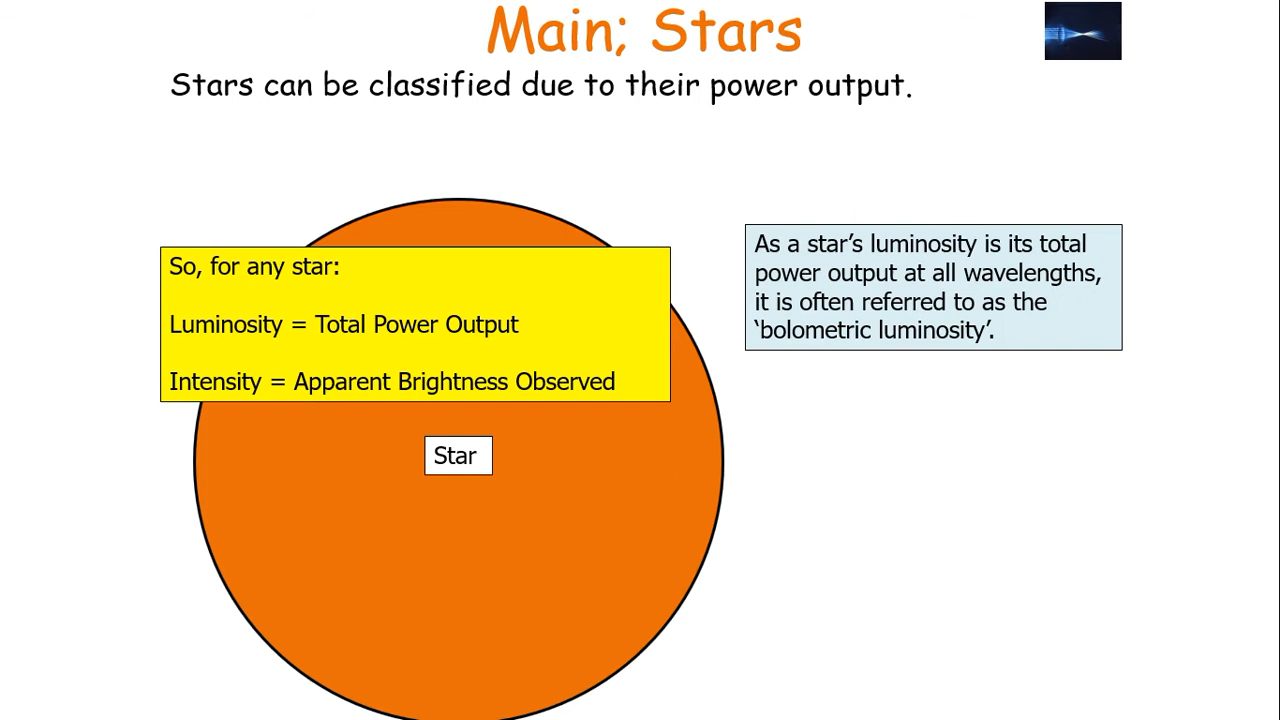 Main; Stars
Stars can be classified due to their power output.
So, for any star:
Luminosity = Total Power Output
Intensity = Apparent Brightness Observed
Star
As a star’s luminosity is its total
power output at all wavelengths,
it is often referred to as the
‘bolometric luminosity’.